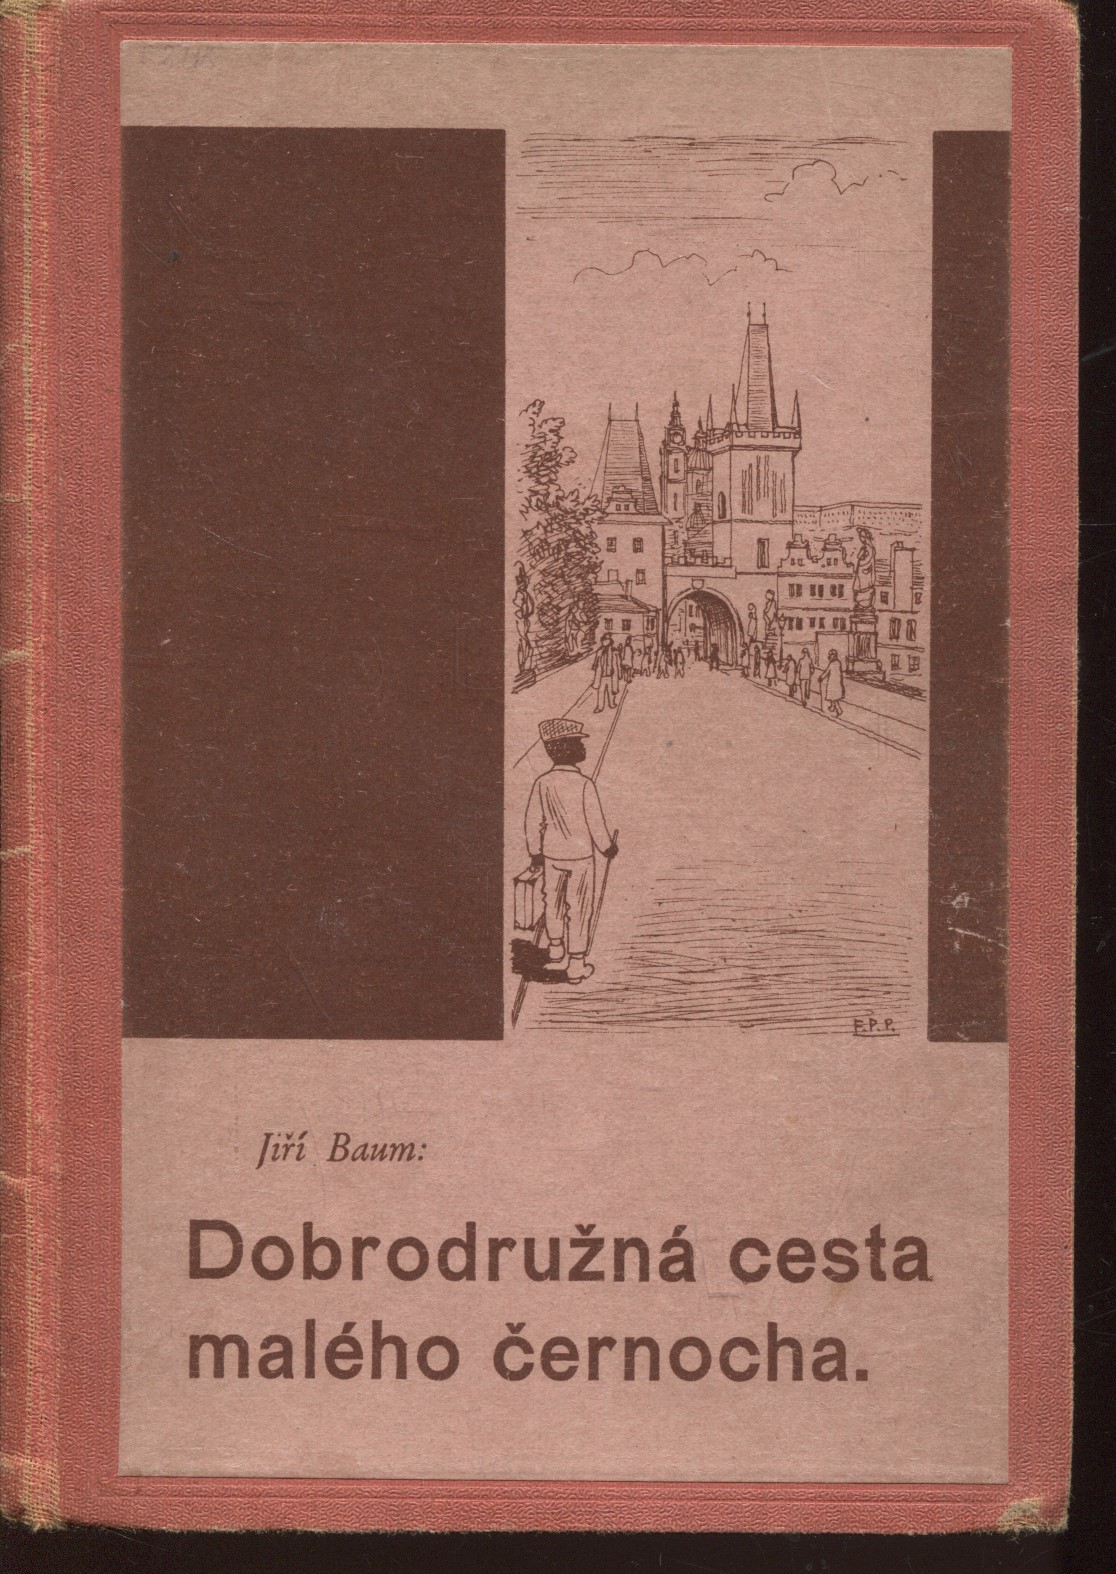 F.P.P.
Jiří Baum:
Dobrodružná cesta
malého černocha.